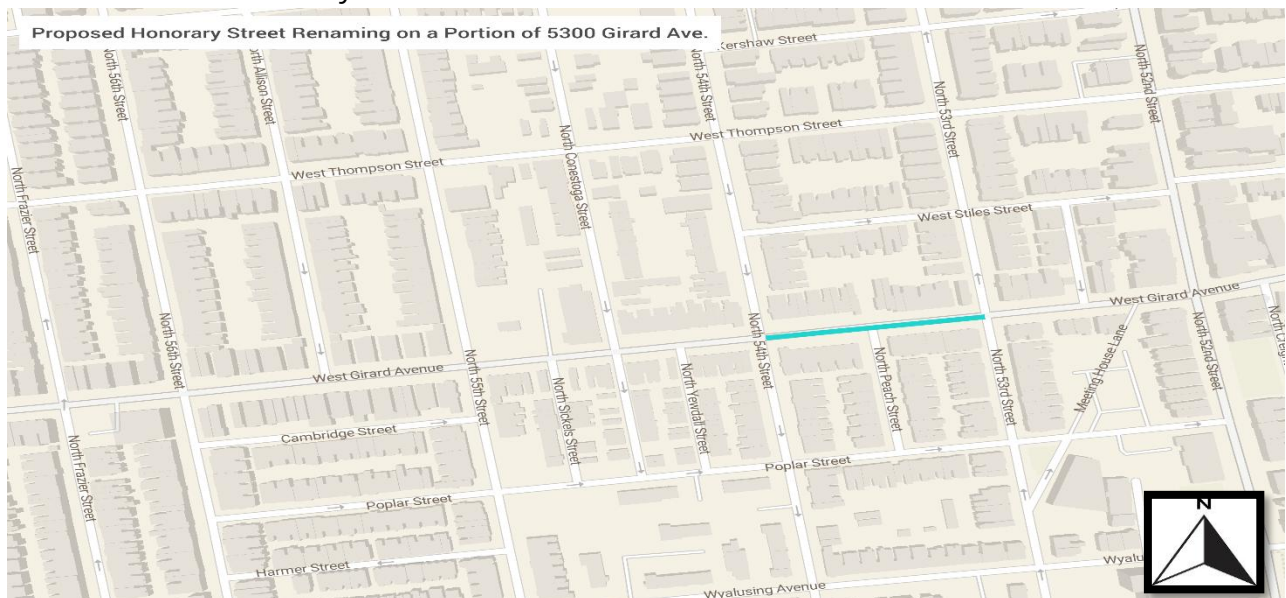 Proposed Honorary Street Renaming on a Portion of 5300 Girard Ave.
Kershaw Street
North 56th Street
North Allison Street
North 54th Street
North 52nd Street
West Thompson Street
North 53rd Street
West Thompson Street
North Conestoga Street
North Frazier Street
West Stiles Street
West Girard Avenue
North 56th Street
North 55th Street
West Girard Avenue
North 54th Street
North Peach Street
North 53rd Street
Meeting House Lane
North 52nd Street
North Sickels Street
North Yewdall Street
Cambridge Street
North Frazier Street
Poplar Street
Poplar Street
Harmer Street
Wyalusing Avenue
N